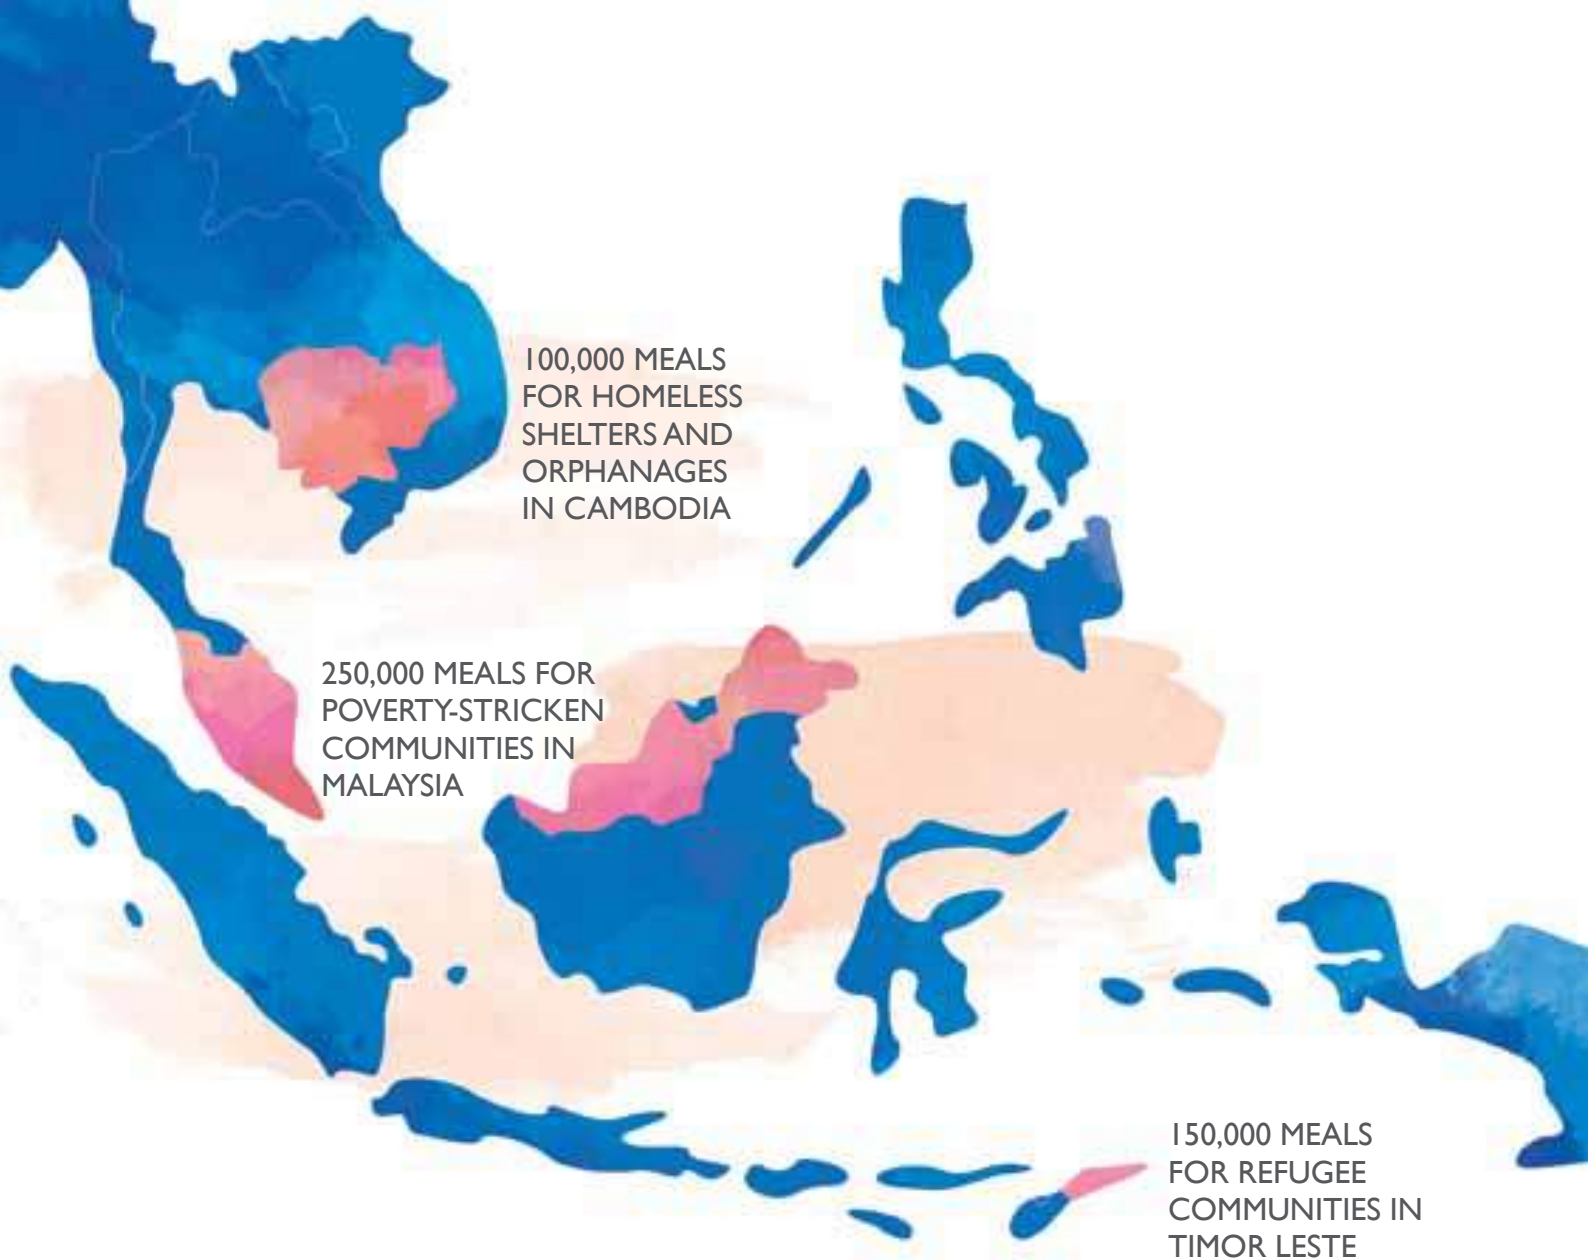 100,000 MEALS
FOR HOMELESS
SHELTERS AND
ORPHANAGES
IN CAMBODIA
250,000 MEALS FOR
POVERTY-STRICKEN
COMMUNITIES IN
MALAYSIA
150,000 MEALS
FOR REFUGEE
COMMUNITIES IN
TIMOR LESTE